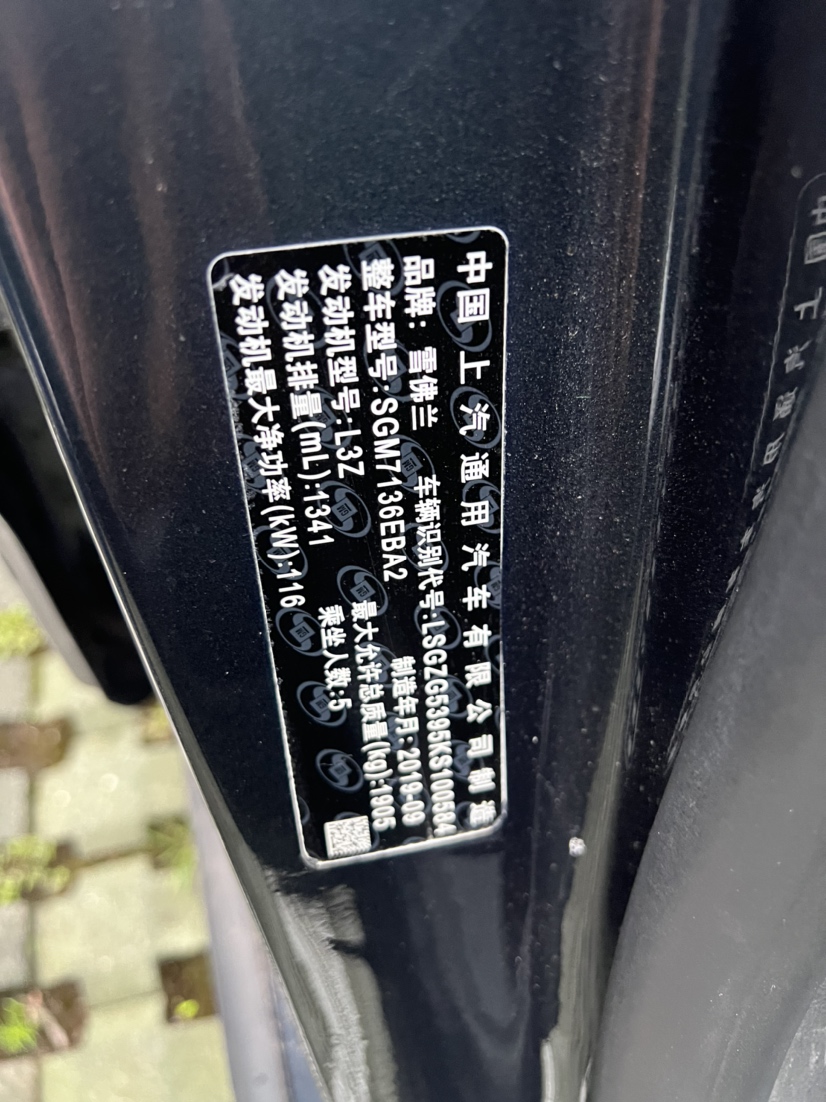 中国上汽通用汽车有限公司制造
品牌：雪佛兰 车辆识别代号:LSGZG5395KS100584
整车型号:SGM7136EBA2 制造年月:2019-09
发动机型号:L3Z 最大允许总质量(kg):1905
发动机排量(mL):1341 乘坐人数:5
发动机最大净功率(kW):116